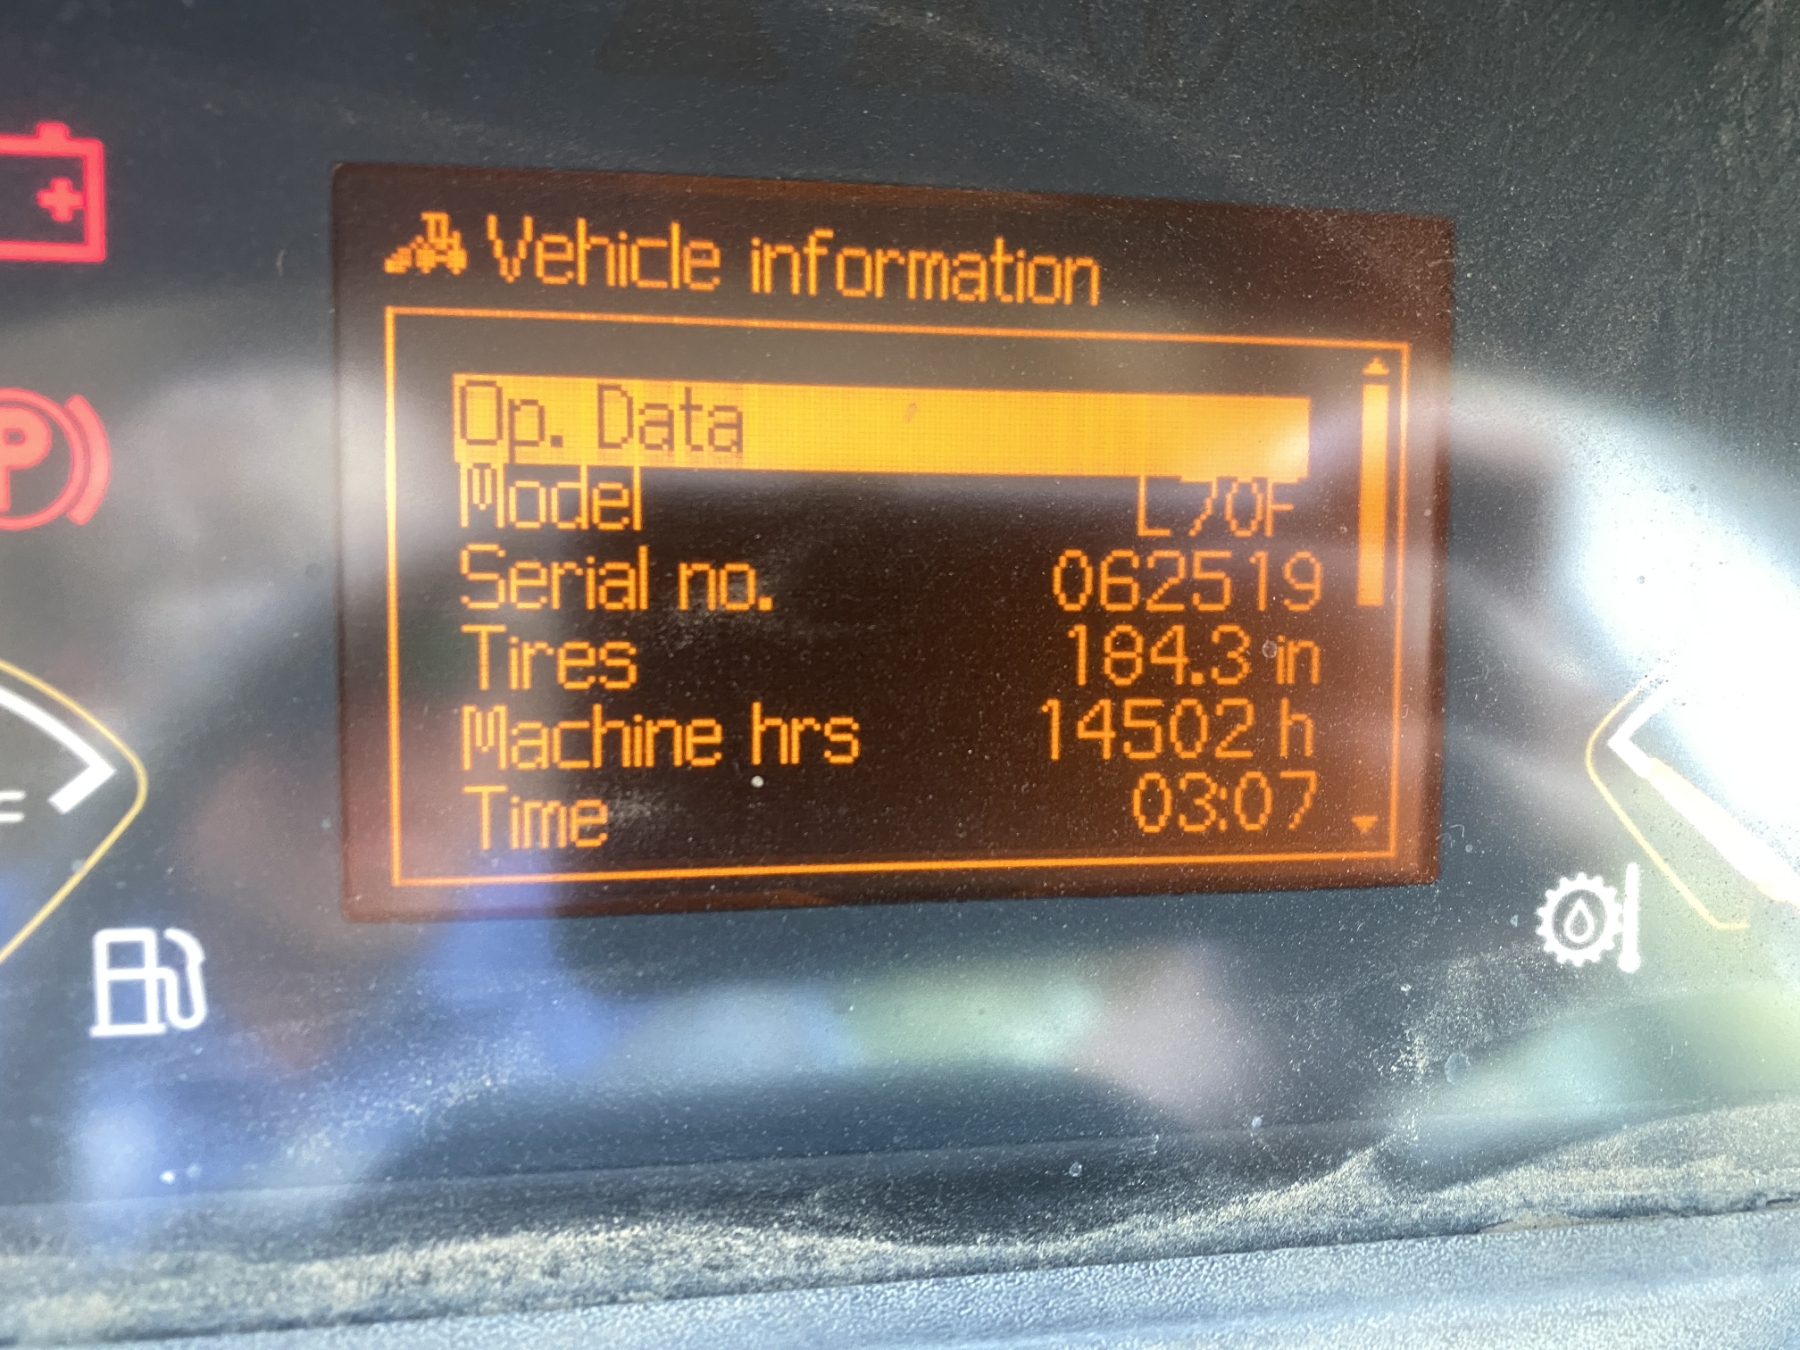 Vehicle information
Op. Data
Model L70F
Serial no. 062519
Tires 184.3 in
Machine hrs 14502 h
Time 03:07
P